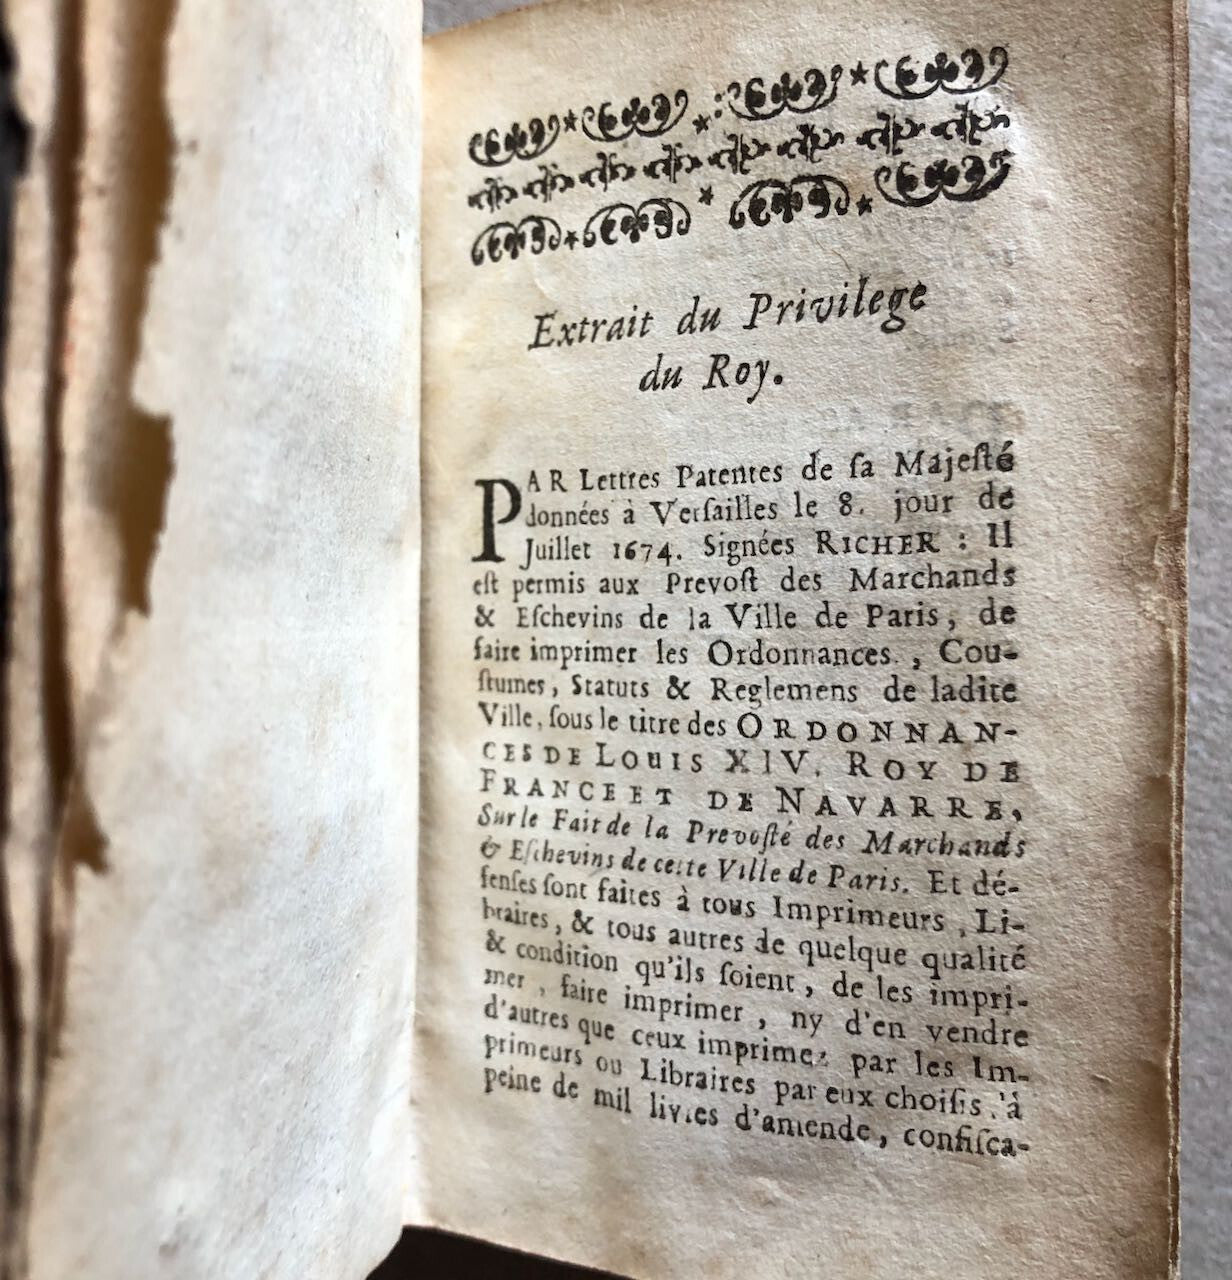 Extrait du Privilege
du Roy.
PAR Lettres Patentes de ſa Majeſté
données à Verſailles le 8. jour de
Juillet 1674. Signées RICHER : Il
eſt permis aux Prevoſt des Marchands
& Eſchevins de la Ville de Paris, de
faire imprimer les Ordonnances, Cou-
ſtumes, Statuts & Reglemens de ladite
Ville, ſous le titre des ORDONNAN-
CES DE LOUIS XIV. ROY DE
FRANCE ET DE NAVARRE,
Sur le Fait de la Prevoſté des Marchands
& Eſchevins de cette Ville de Paris. Et dé-
fenſes ſont faites à tous Imprimeurs, Li-
braires, & tous autres de quelque qualité
& condition qu'ils ſoient, de les impri-
mer, faire imprimer, ny d'en vendre
d'autres que ceux imprimez par les Im-
primeurs ou Libraires par eux choiſis, à
peine de mil livres d'amende, confiſca-